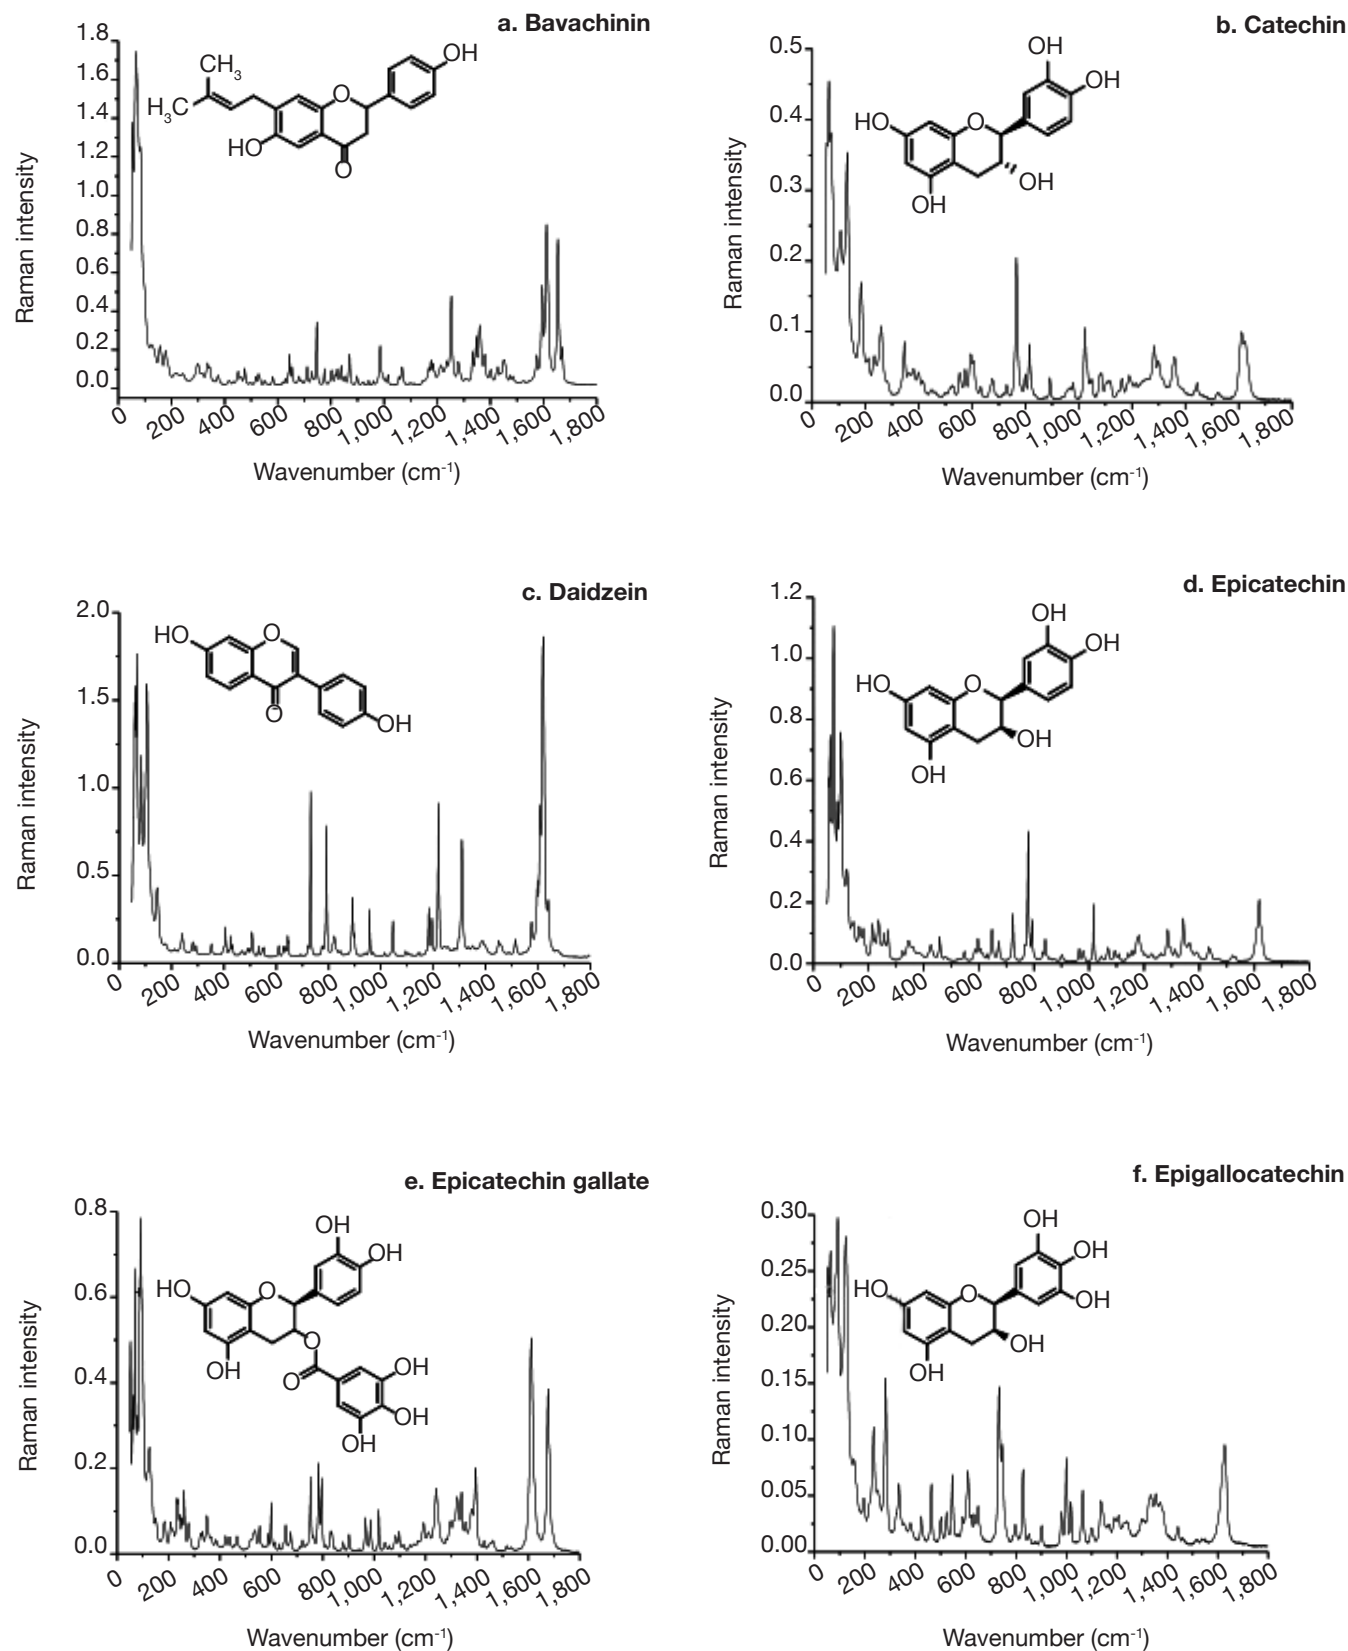 a. Bavachinin
1.8
1.6
1.4
1.2
1.0
0.8
0.6
0.4
0.2
0.0
Raman intensity
CH3
H3C
HO
O
O
OH
0 200 400 600 800 1,000 1,200 1,400 1,600 1,800
Wavenumber (cm-1)
b. Catechin
0.5
0.4
0.3
0.2
0.1
0.0
Raman intensity
OH
OH
HO
O
OH
OH
0 200 400 600 800 1,000 1,200 1,400 1,600 1,800
Wavenumber (cm-1)
c. Daidzein
2.0
1.5
1.0
0.5
0.0
Raman intensity
HO
O
O
OH
0 200 400 600 800 1,000 1,200 1,400 1,600 1,800
Wavenumber (cm-1)
d. Epicatechin
1.2
1.0
0.8
0.6
0.4
0.2
0.0
Raman intensity
OH
OH
HO
O
OH
OH
0 200 400 600 800 1,000 1,200 1,400 1,600 1,800
Wavenumber (cm-1)
e. Epicatechin gallate
0.8
0.6
0.4
0.2
0.0
Raman intensity
OH
OH
HO
O
O
OH
O
OH
OH
OH
0 200 400 600 800 1,000 1,200 1,400 1,600 1,800
Wavenumber (cm-1)
f. Epigallocatechin
0.30
0.25
0.20
0.15
0.10
0.05
0.00
Raman intensity
OH
OH
HO
O
OH
OH
OH
0 200 400 600 800 1,000 1,200 1,400 1,600 1,800
Wavenumber (cm-1)